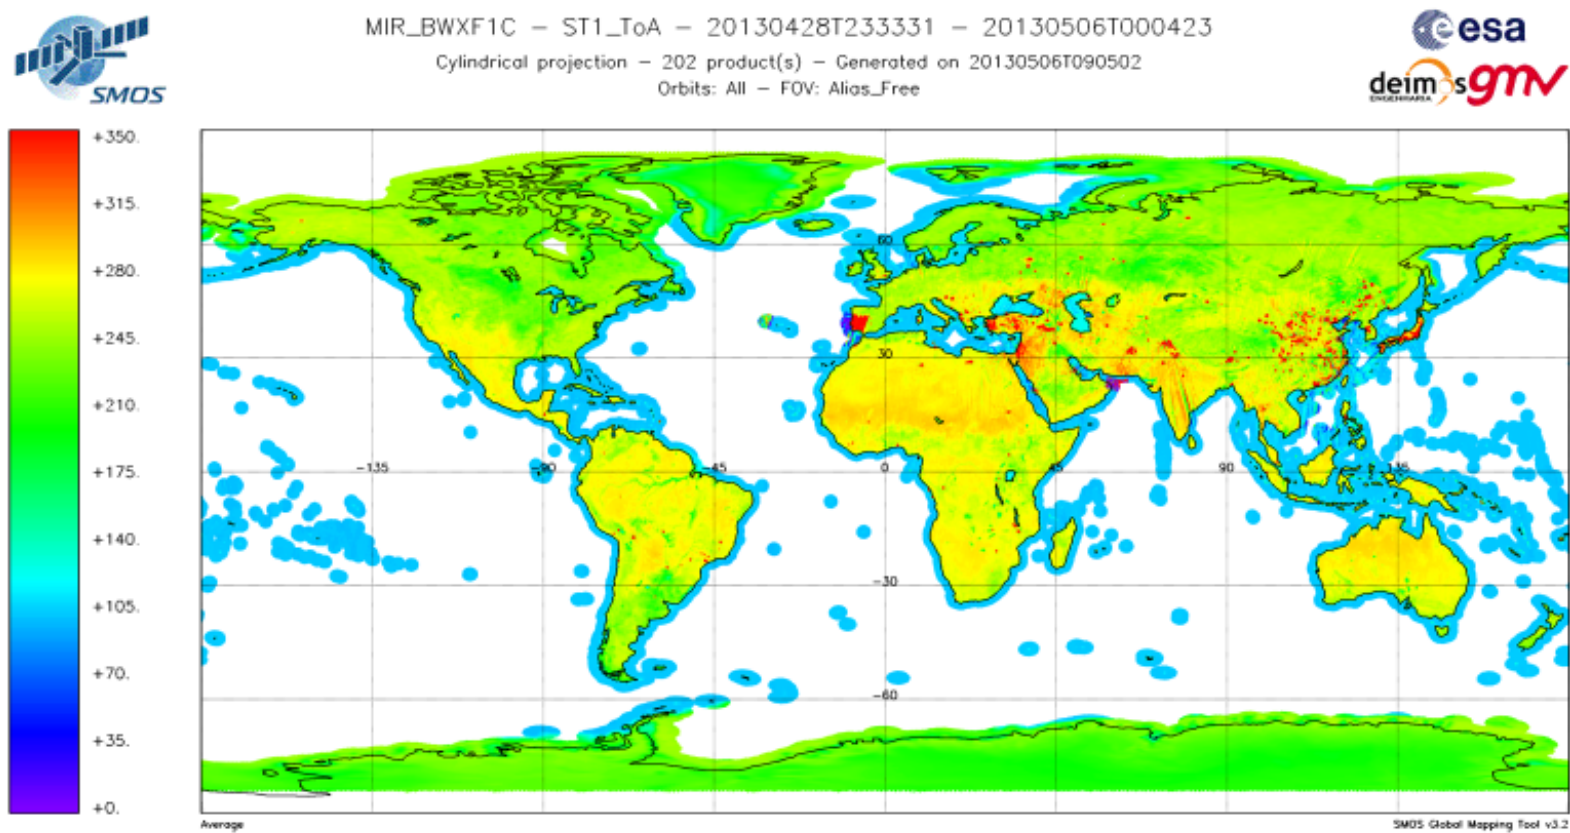 MIR_BWXF1C – ST1_ToA – 20130428T233331 – 20130506T000423
Cylindrical projection – 202 product(s) – Generated on 20130506T090502
Orbits: All – FOV: Alias_Free
SMOS
esa
deimos
ENGENHARIA
gmv
+350.
+315.
+280.
+245.
+210.
+175.
+140.
+105.
+70.
+35.
+0.
60
30
-135
-90
-45
0
45
90
135
-30
-60
Average
SMOS Global Mapping Tool v3.2